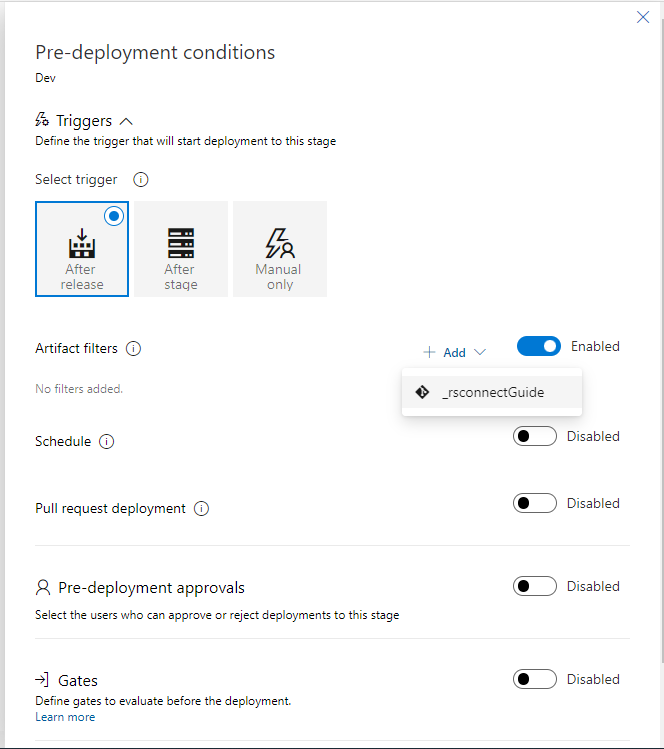 Pre-deployment conditions
Dev
Triggers
Define the trigger that will start deployment to this stage
Select trigger
After
release
After
stage
Manual
only
Artifact filters
Add
Enabled
No filters added.
_rsconnectGuide
Schedule
Disabled
Pull request deployment
Disabled
Pre-deployment approvals
Disabled
Select the users who can approve or reject deployments to this stage
Gates
Disabled
Define gates to evaluate before the deployment.
Learn more